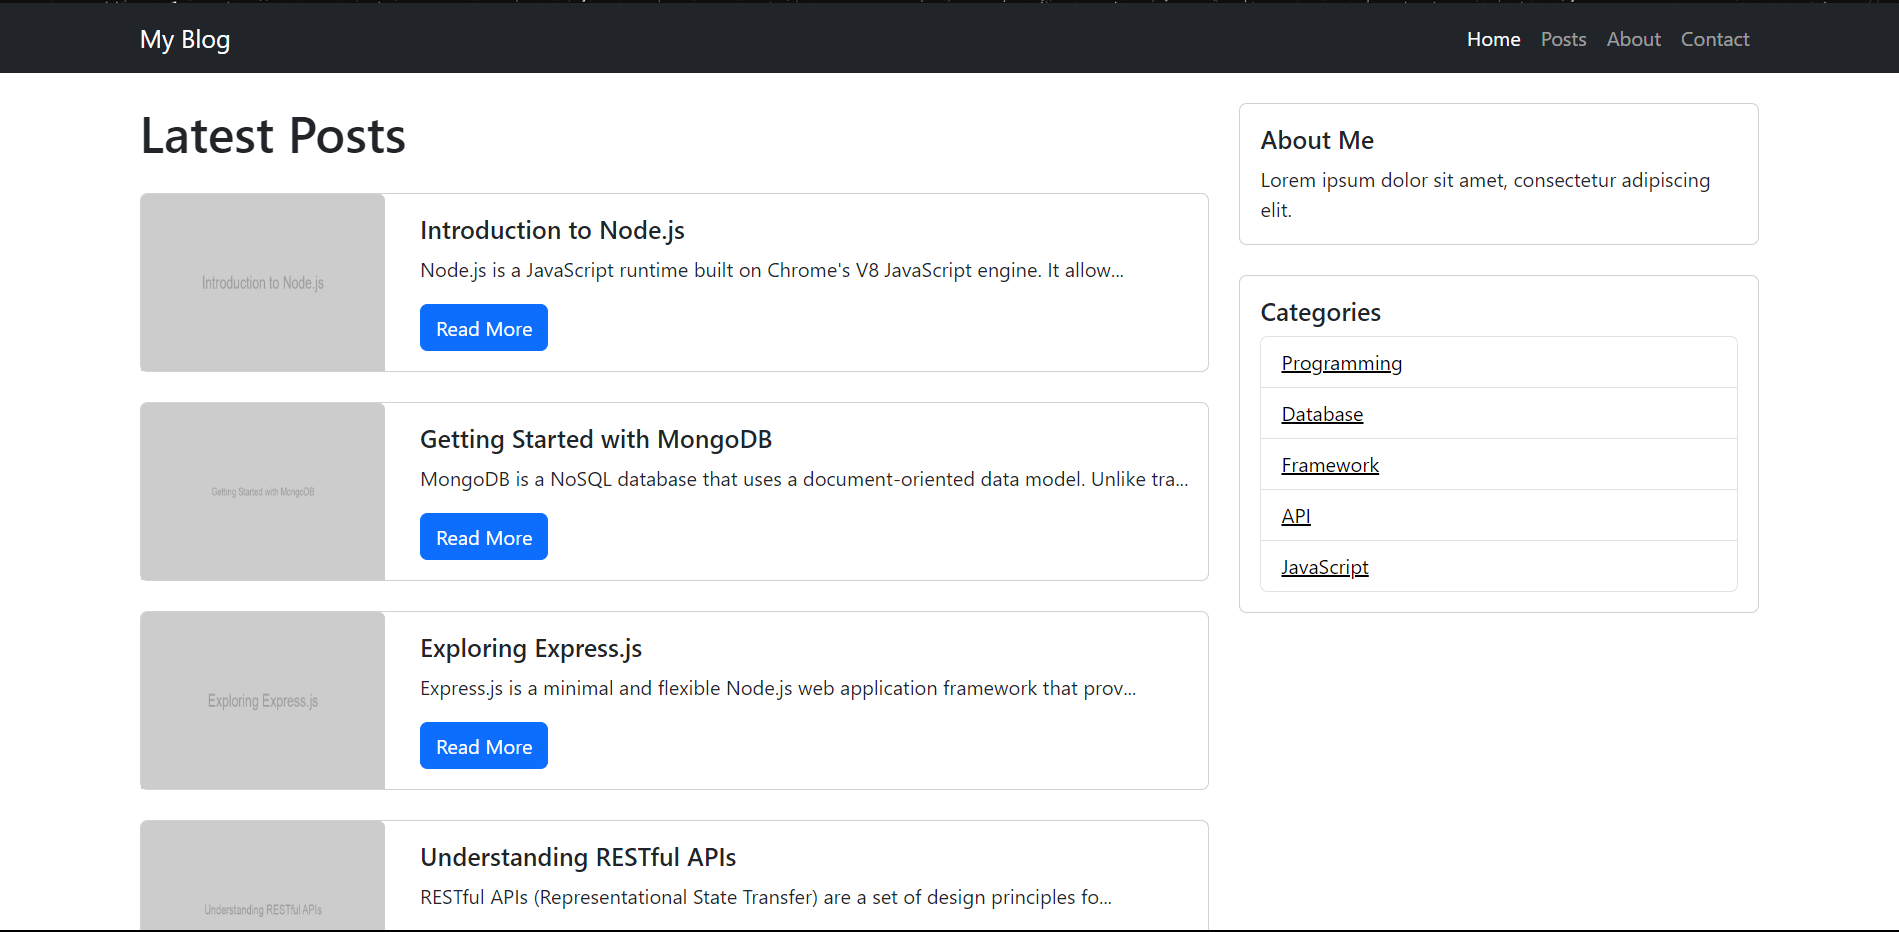 My Blog
Home Posts About Contact
Latest Posts
Introduction to Node.js
Introduction to Node.js
Node.js is a JavaScript runtime built on Chrome's V8 JavaScript engine. It allow...
Read More
Getting Started with MongoDB
Getting Started with MongoDB
MongoDB is a NoSQL database that uses a document-oriented data model. Unlike tra...
Read More
Exploring Express.js
Exploring Express.js
Express.js is a minimal and flexible Node.js web application framework that prov...
Read More
Understanding RESTful APIs
Understanding RESTful APIs
RESTful APIs (Representational State Transfer) are a set of design principles fo...
About Me
Lorem ipsum dolor sit amet, consectetur adipiscing
elit.
Categories
Programming
Database
Framework
API
JavaScript